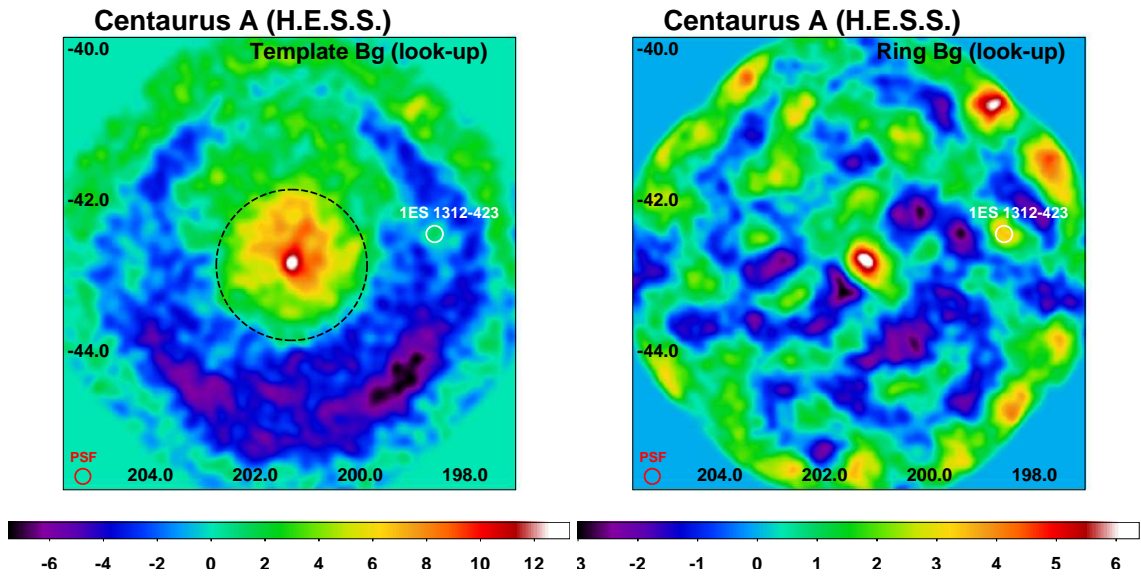 Centaurus A (H.E.S.S.)
Template Bg (look-up)
-40.0
-42.0
1ES 1312-423
-44.0
PSF
204.0 202.0 200.0 198.0
-6 -4 -2 0 2 4 6 8 10 12
Centaurus A (H.E.S.S.)
Ring Bg (look-up)
-40.0
-42.0
1ES 1312-423
-44.0
PSF
204.0 202.0 200.0 198.0
3 -2 -1 0 1 2 3 4 5 6